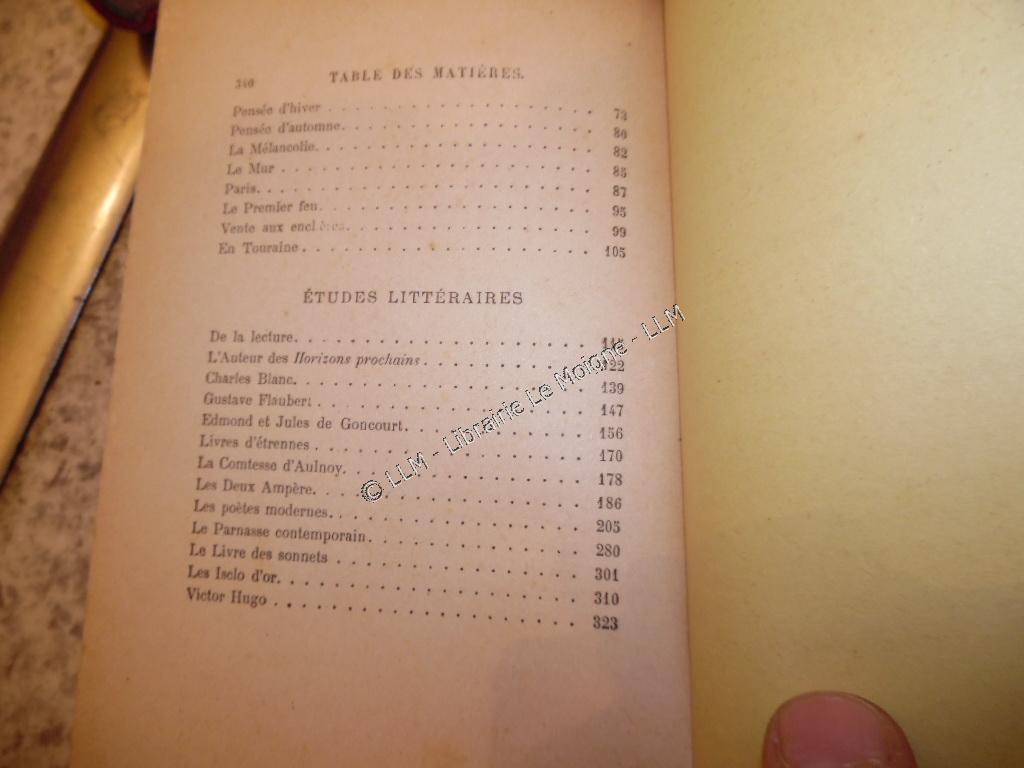 340 TABLE DES MATIÈRES.
Pensée d'hiver . . . . . . . . . . . . . . . . . . 73
Pensée d'automne. . . . . . . . . . . . . . . . . . 80
La Mélancolie. . . . . . . . . . . . . . . . . . 82
Le Mur . . . . . . . . . . . . . . . . . . 85
Paris. . . . . . . . . . . . . . . . . . 87
Le Premier feu. . . . . . . . . . . . . . . . . . 95
Vente aux enchères. . . . . . . . . . . . . . . . . . 99
En Touraine . . . . . . . . . . . . . . . . . . 105
ÉTUDES LITTÉRAIRES
De la lecture. . . . . . . . . . . . . . . . . .
L'Auteur des Horizons prochains . . . . . . . . . . 122
Charles Blanc. . . . . . . . . . . . . . . . 139
Gustave Flaubert . . . . . . . . . . . . . . . 147
Edmond et Jules de Goncourt. . . . . . . . . . . 156
Livres d'étrennes . . . . . . . . . . . . . . . 170
La Comtesse d'Aulnoy. . . . . . . . . . . . . . 178
Les Deux Ampère. . . . . . . . . . . . . . . 186
Les poètes modernes. . . . . . . . . . . . . . . 205
Le Parnasse contemporain. . . . . . . . . . . . . 280
Le Livre des sonnets . . . . . . . . . . . . . . 301
Les Isclo d'or. . . . . . . . . . . . . . . . . 310
Victor Hugo . . . . . . . . . . . . . . . . . 323
© LLM - Librairie Le Moigne - LLM